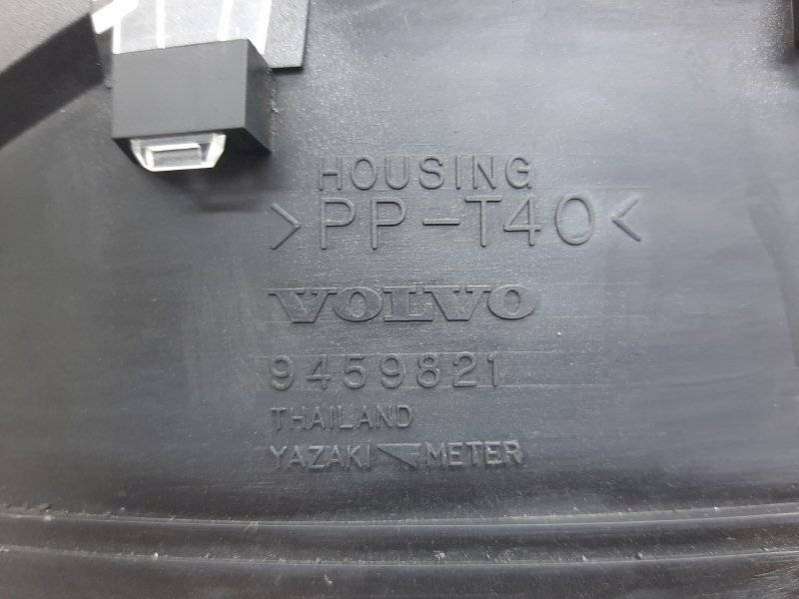 HOUSING
>PP-T40<
VOLVO
9459821
THAILAND
YAZAKI METER